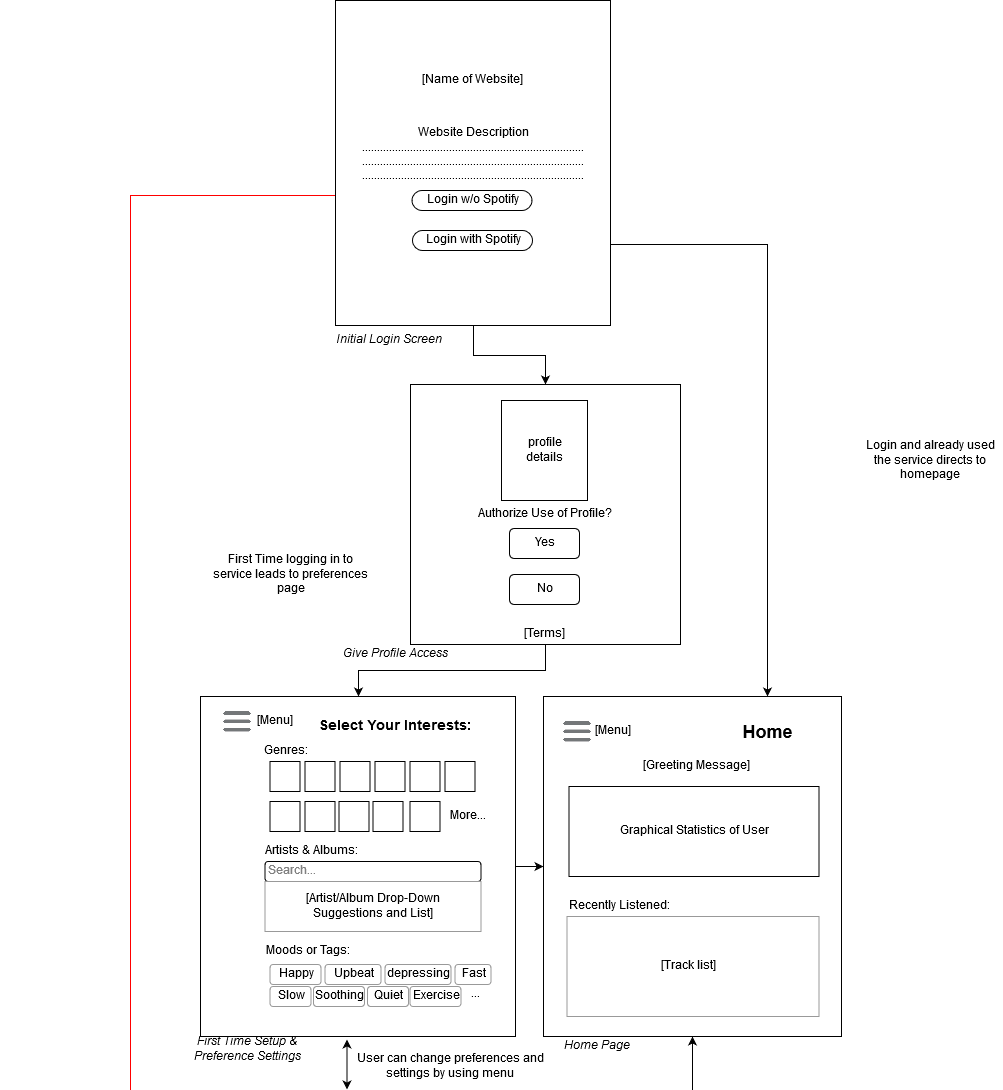 [Name of Website]
Website Description
Login w/o Spotify
Login with Spotify
Initial Login Screen
profile
details
Authorize Use of Profile?
Yes
No
[Terms]
Give Profile Access
Login and already used
the service directs to
homepage
First Time logging in to
service leads to preferences
page
[Menu]
Select Your Interests:
Genres:
More...
Artists & Albums:
Search...
[Artist/Album Drop-Down
Suggestions and List]
Moods or Tags:
Happy Upbeat depressing Fast
Slow Soothing Quiet Exercise ...
First Time Setup &
Preference Settings
[Menu]
Home
[Greeting Message]
Graphical Statistics of User
Recently Listened:
[Track list]
Home Page
User can change preferences and
settings by using menu